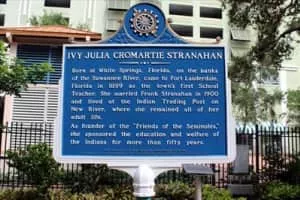 IVY JULIA CROMARTIE STRANAHAN
Born at White Springs, Florida, on the banks
of the Suwannee River, came to Fort Lauderdale,
Florida in 1899 as the town's first School
Teacher. She married Frank Stranahan in 1900
and lived at the Indian Trading Post on
New River, where she remained all of her
adult life.
As founder of the "Friends of the Seminoles,"
she sponsored the education and welfare of
the Indians for more than fifty years.